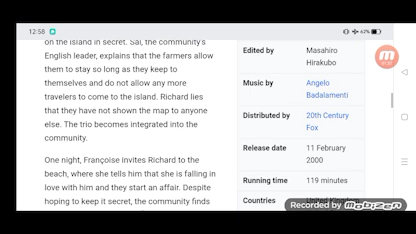 12:58
62%
on the island in secret. Sal, the community's
English leader, explains that the farmers allow
them to stay so long as they keep to
themselves and do not allow any more
travelers to come to the island. Richard lies
that they have not shown the map to anyone
else. The trio becomes integrated into the
community.
One night, Françoise invites Richard to the
beach, where she tells him that she is falling in
love with him and they start an affair. Despite
hoping to keep it secret, the community finds
Edited by Masahiro
Hirakubo
Music by Angelo
Badalamenti
Distributed by 20th Century
Fox
Release date 11 February
2000
Running time 119 minutes
Countries United Kingdom
Recorded by mobizen